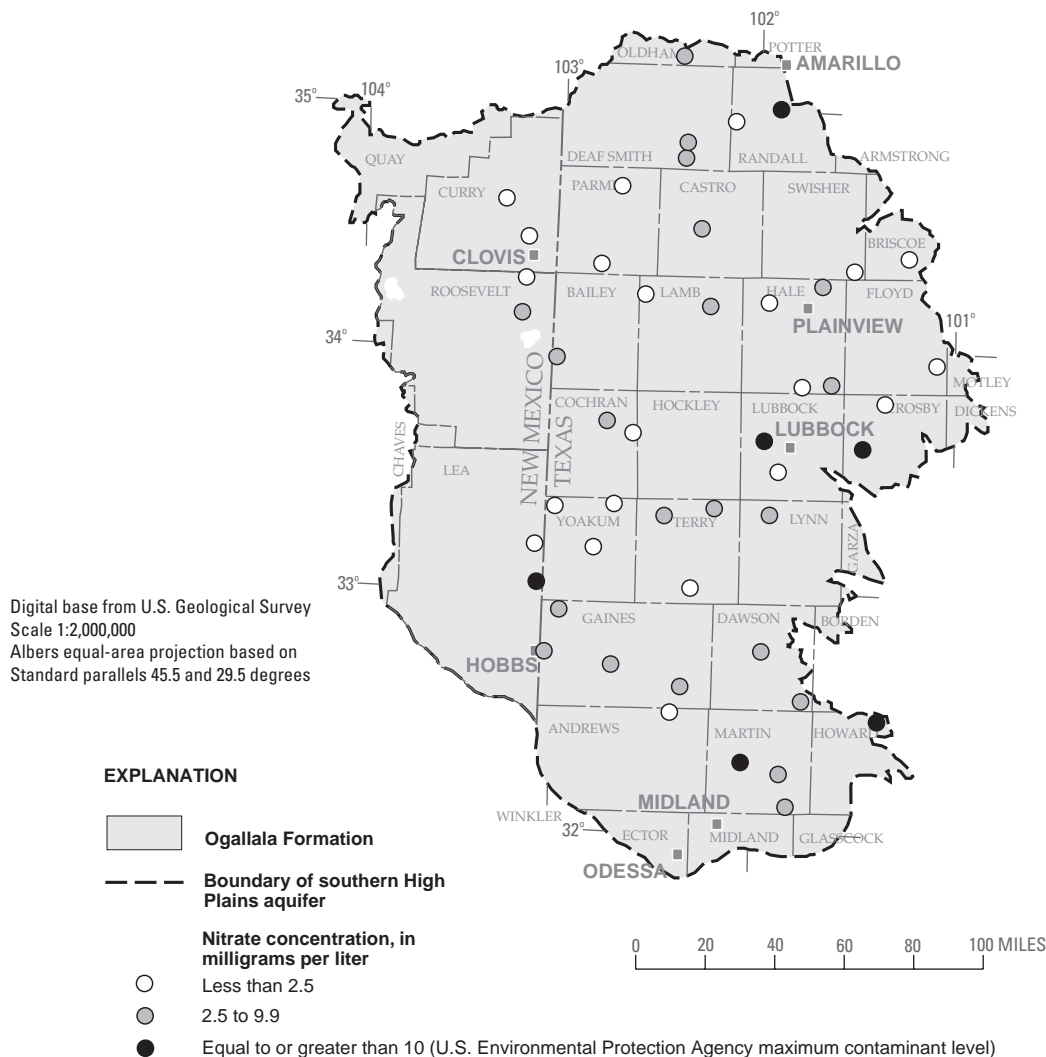 102°
POTTER
OLDHAM
AMARILLO
103°
35°
104°
QUAY
DEAF SMITH
RANDALL
ARMSTRONG
CURRY
CASTRO
SWISHER
BRISCOE
CLOVIS
ROOSEVELT
BAILEY
LAMB
HALE
FLOYD
PLAINVIEW
101°
34°
MOTLEY
COCHRAN
HOCKLEY
LUBBOCK
DICKENS
LUBBOCK
CHAVES
LEA
NEW MEXICO
TEXAS
YOAKUM
TERRY
LYNN
GARZA
33°
GAINES
DAWSON
BORDEN
HOBBS
ANDREWS
MARTIN
HOWARD
WINKLER
MIDLAND
32°
ECTOR
MIDLAND
GLASSCOCK
ODESSA
Digital base from U.S. Geological Survey
Scale 1:2,000,000
Albers equal-area projection based on
Standard parallels 45.5 and 29.5 degrees
EXPLANATION
Ogallala Formation
Boundary of southern High
Plains aquifer
Nitrate concentration, in
milligrams per liter
Less than 2.5
2.5 to 9.9
Equal to or greater than 10 (U.S. Environmental Protection Agency maximum contaminant level)
0 20 40 60 80 100 MILES